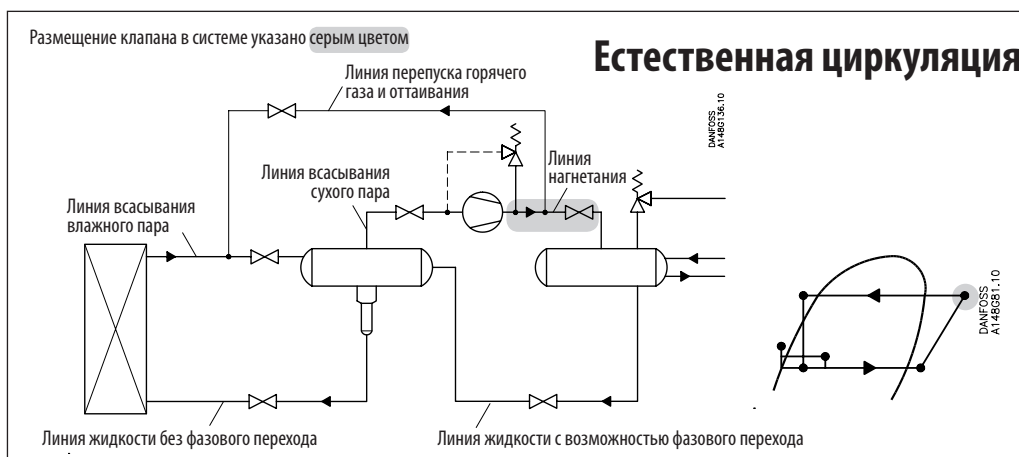 Размещение клапана в системе указано серым цветом
Естественная циркуляция
Линия перепуска горячего
газа и оттаивания
DANFOSS
A148G136.10
Линия всасывания
сухого пара
Линия
нагнетания
Линия всасывания
влажного пара
DANFOSS
A148G81.10
Линия жидкости без фазового перехода
Линия жидкости с возможностью фазового перехода